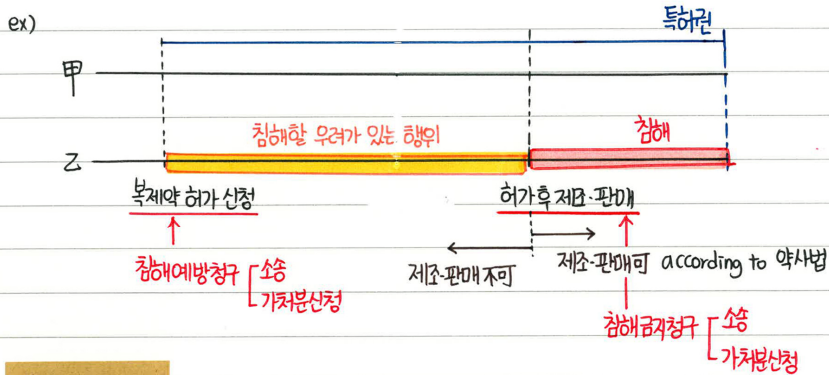 ex)
특허권
甲
침해할 우려가 있는 행위
침해
乙
복제약 허가 신청
허가 후 제조·판매
침해예방청구
소송
가처분신청
제조·판매 不可
제조·판매 可 according to 약사법
침해금지청구
소송
가처분신청